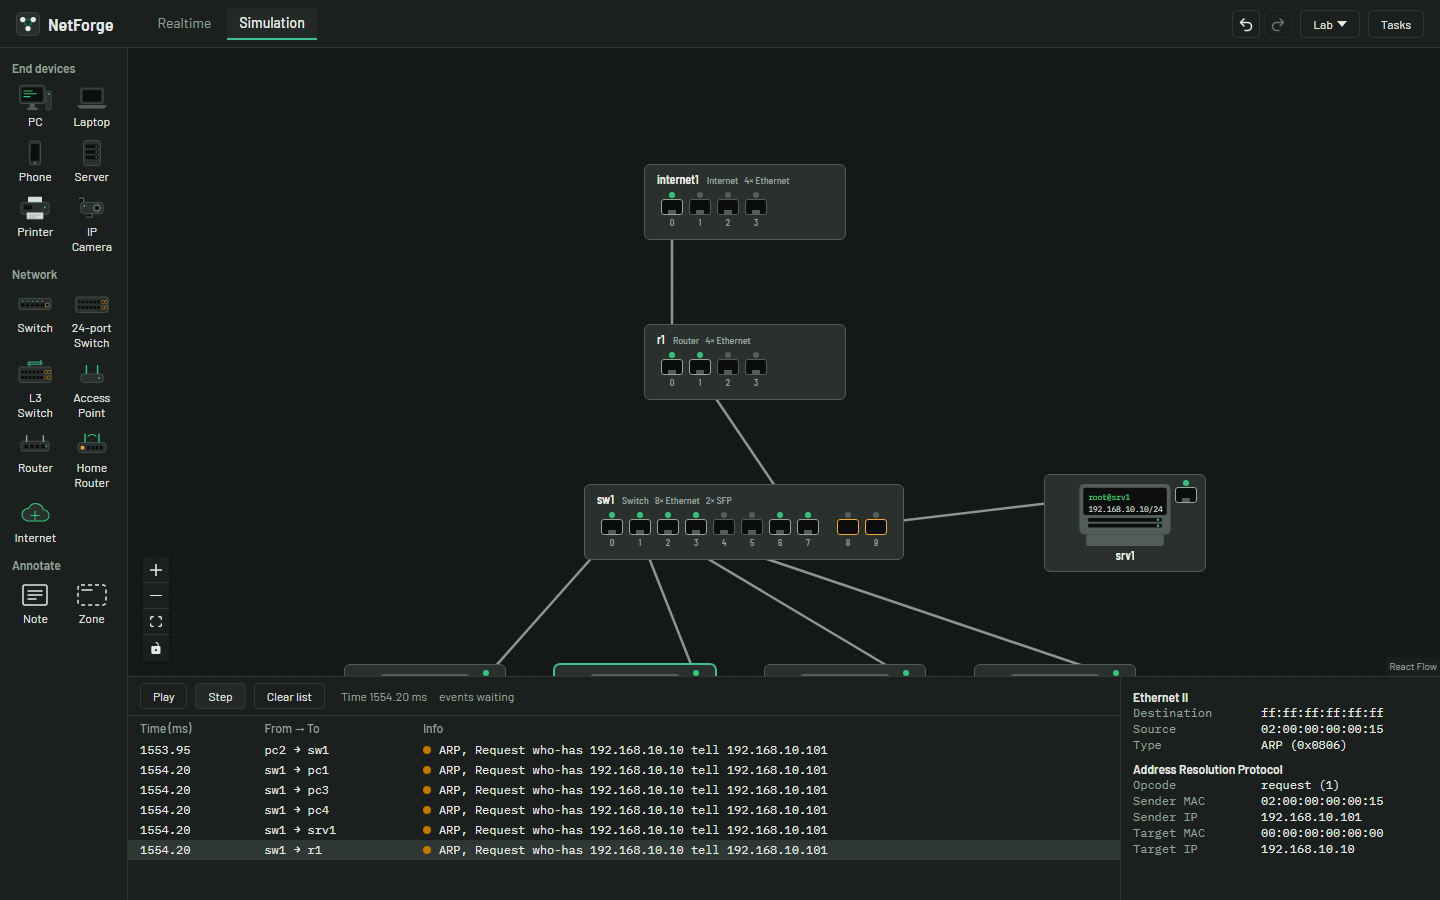 NetForge
Realtime
Simulation
Lab
Tasks
End devices
PC
Laptop
Phone
Server
Printer
IP
Camera
Network
Switch
24-port
Switch
L3
Switch
Access
Point
Router
Home
Router
Internet
Annotate
Note
Zone
internet1 Internet 4× Ethernet
0 1 2 3
r1 Router 4× Ethernet
0 1 2 3
sw1 Switch 8× Ethernet 2× SFP
0 1 2 3 4 5 6 7 8 9
root@srv1
192.168.10.10/24
srv1
React Flow
Play
Step
Clear list
Time 1554.20 ms events waiting
Time(ms) From → To Info
1553.95 pc2 → sw1 ARP, Request who-has 192.168.10.10 tell 192.168.10.101
1554.20 sw1 → pc1 ARP, Request who-has 192.168.10.10 tell 192.168.10.101
1554.20 sw1 → pc3 ARP, Request who-has 192.168.10.10 tell 192.168.10.101
1554.20 sw1 → pc4 ARP, Request who-has 192.168.10.10 tell 192.168.10.101
1554.20 sw1 → srv1 ARP, Request who-has 192.168.10.10 tell 192.168.10.101
1554.20 sw1 → r1 ARP, Request who-has 192.168.10.10 tell 192.168.10.101
Ethernet II
Destination ff:ff:ff:ff:ff:ff
Source 02:00:00:00:00:15
Type ARP (0x0806)
Address Resolution Protocol
Opcode request (1)
Sender MAC 02:00:00:00:00:15
Sender IP 192.168.10.101
Target MAC 00:00:00:00:00:00
Target IP 192.168.10.10